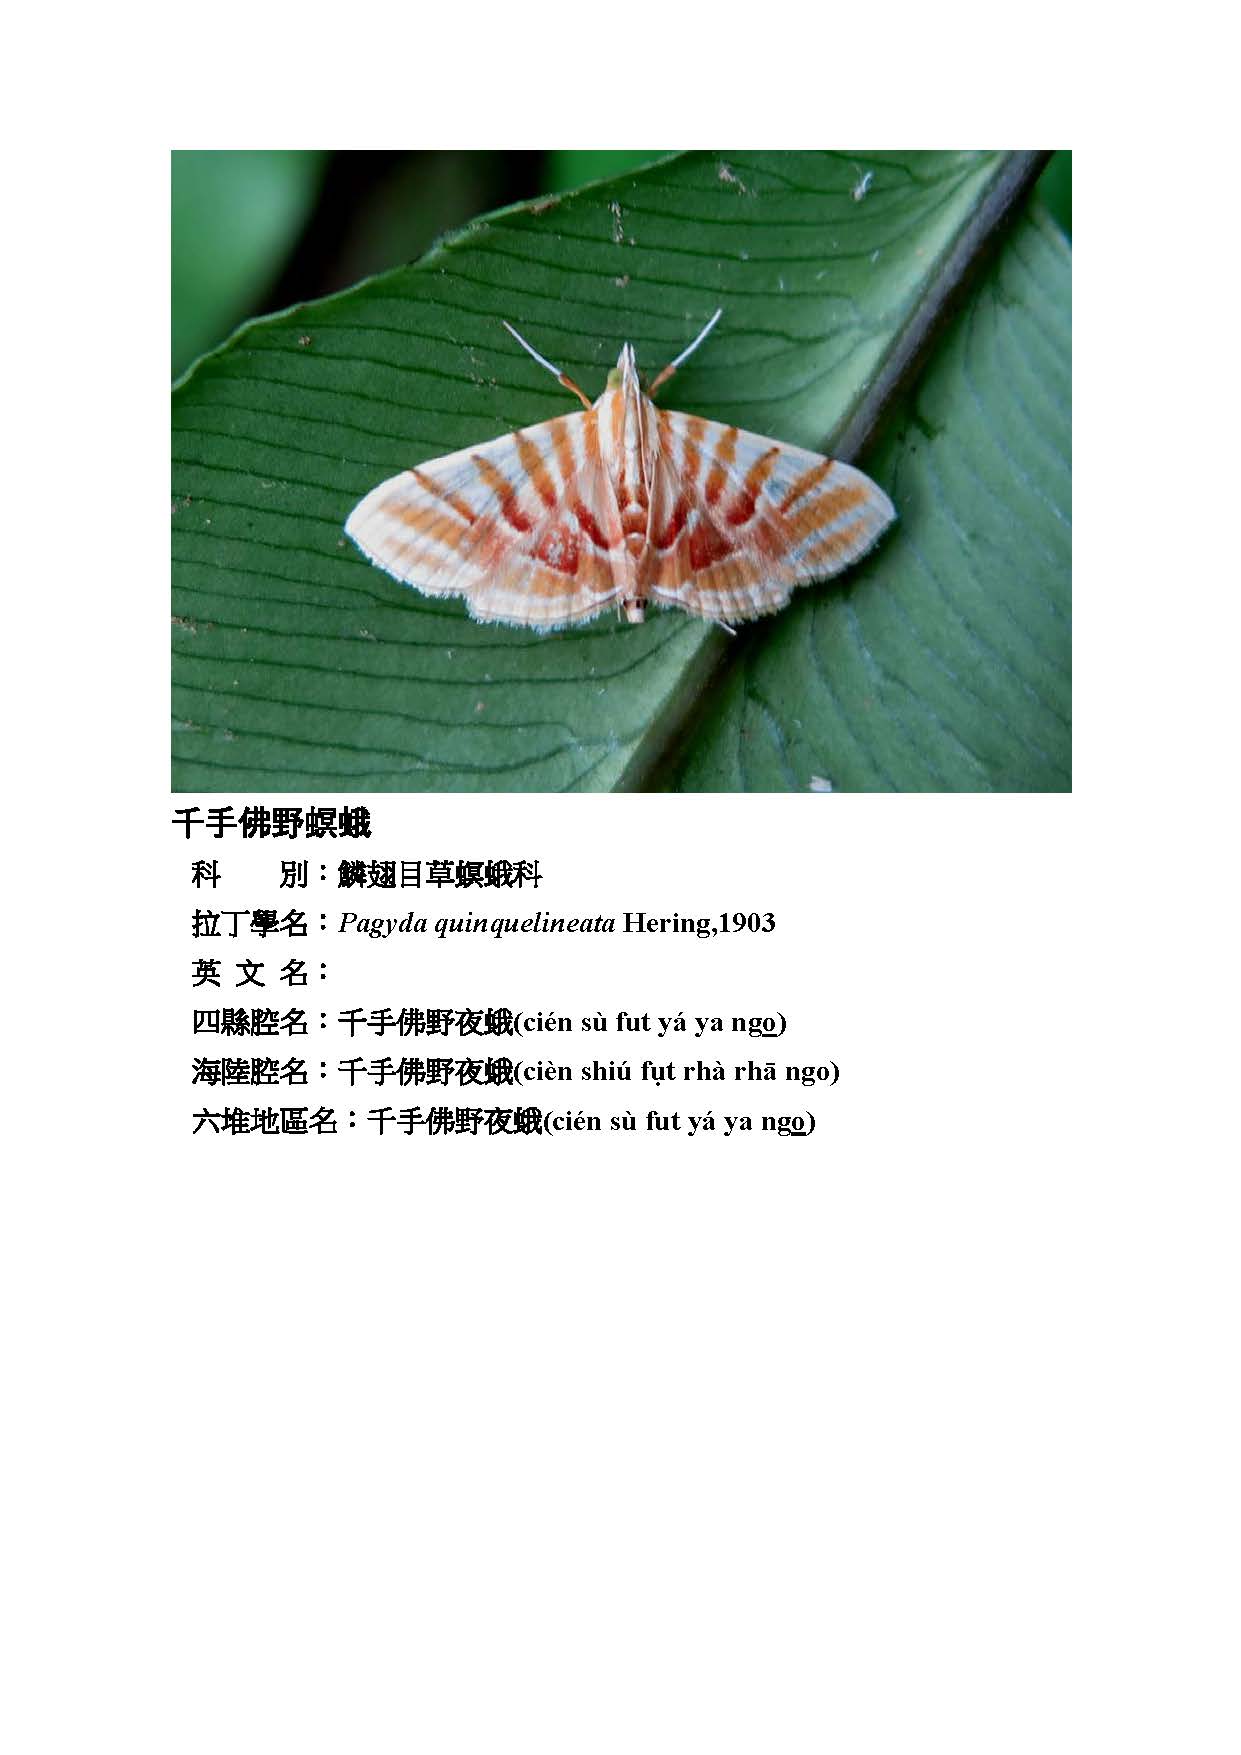 千手佛野螟蛾
科　　別：鱗翅目草螟蛾科
拉丁學名：Pagyda quinquelineata Hering,1903
英 文 名：
四縣腔名：千手佛野夜蛾(cién sù fut yá ya ngo)
海陸腔名：千手佛野夜蛾(cièn shiú fṳt rhà rhā ngo)
六堆地區名：千手佛野夜蛾(cién sù fut yá ya ngo)